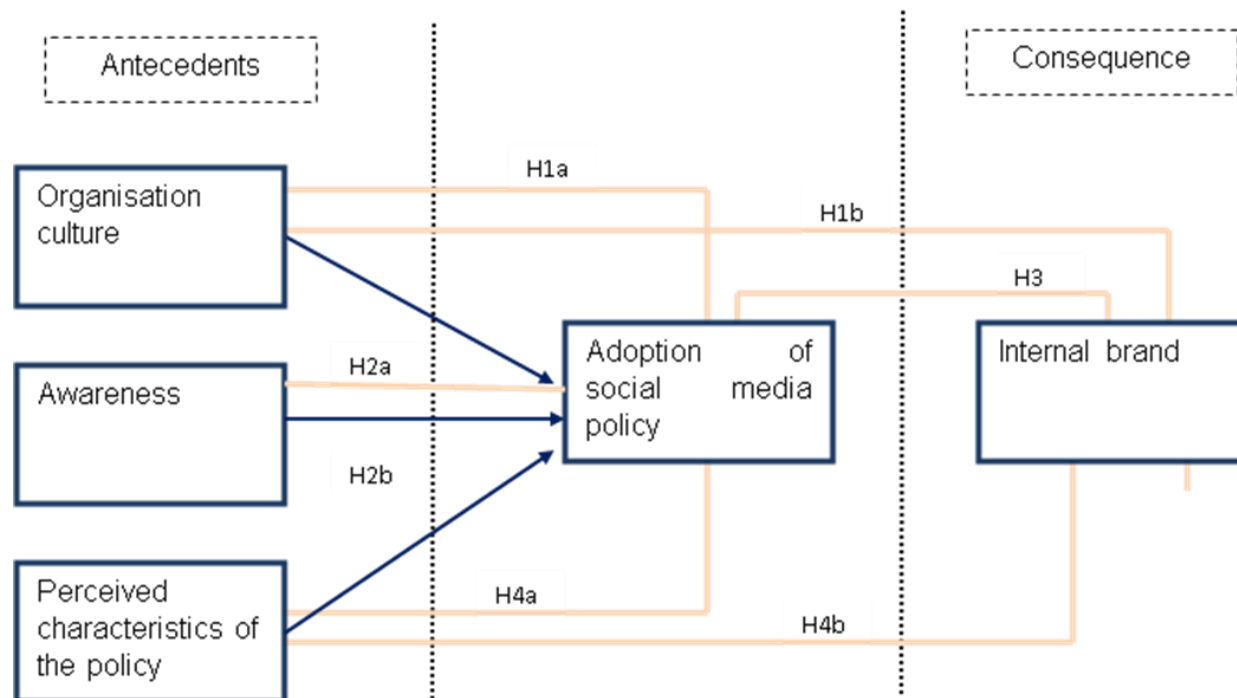 Antecedents
Consequence
H1a
Organisation
culture
H1b
H3
Adoption of
social media
policy
Internal brand
H2a
Awareness
H2b
Perceived
characteristics of
the policy
H4a
H4b